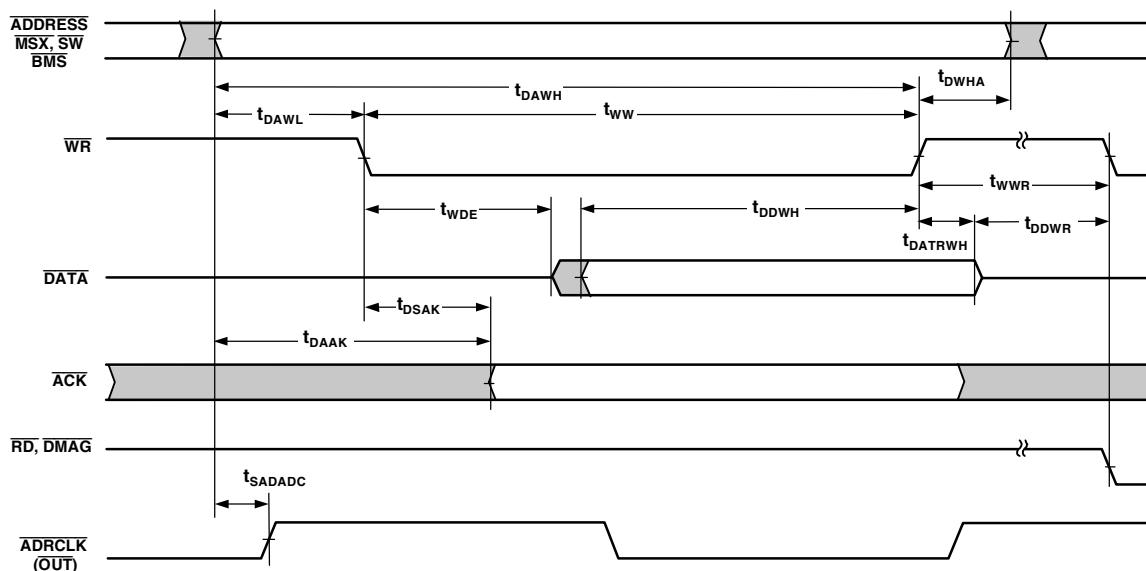 ADDRESS
MSX, SW
BMS
tDWHA
tDAWH
tDAWL
tWW
WR
tWWR
tWDE
tDDWH
tDDWR
tDATRWH
DATA
tDSAK
tDAAK
ACK
RD, DMAG
tSADADC
ADRCLK
(OUT)